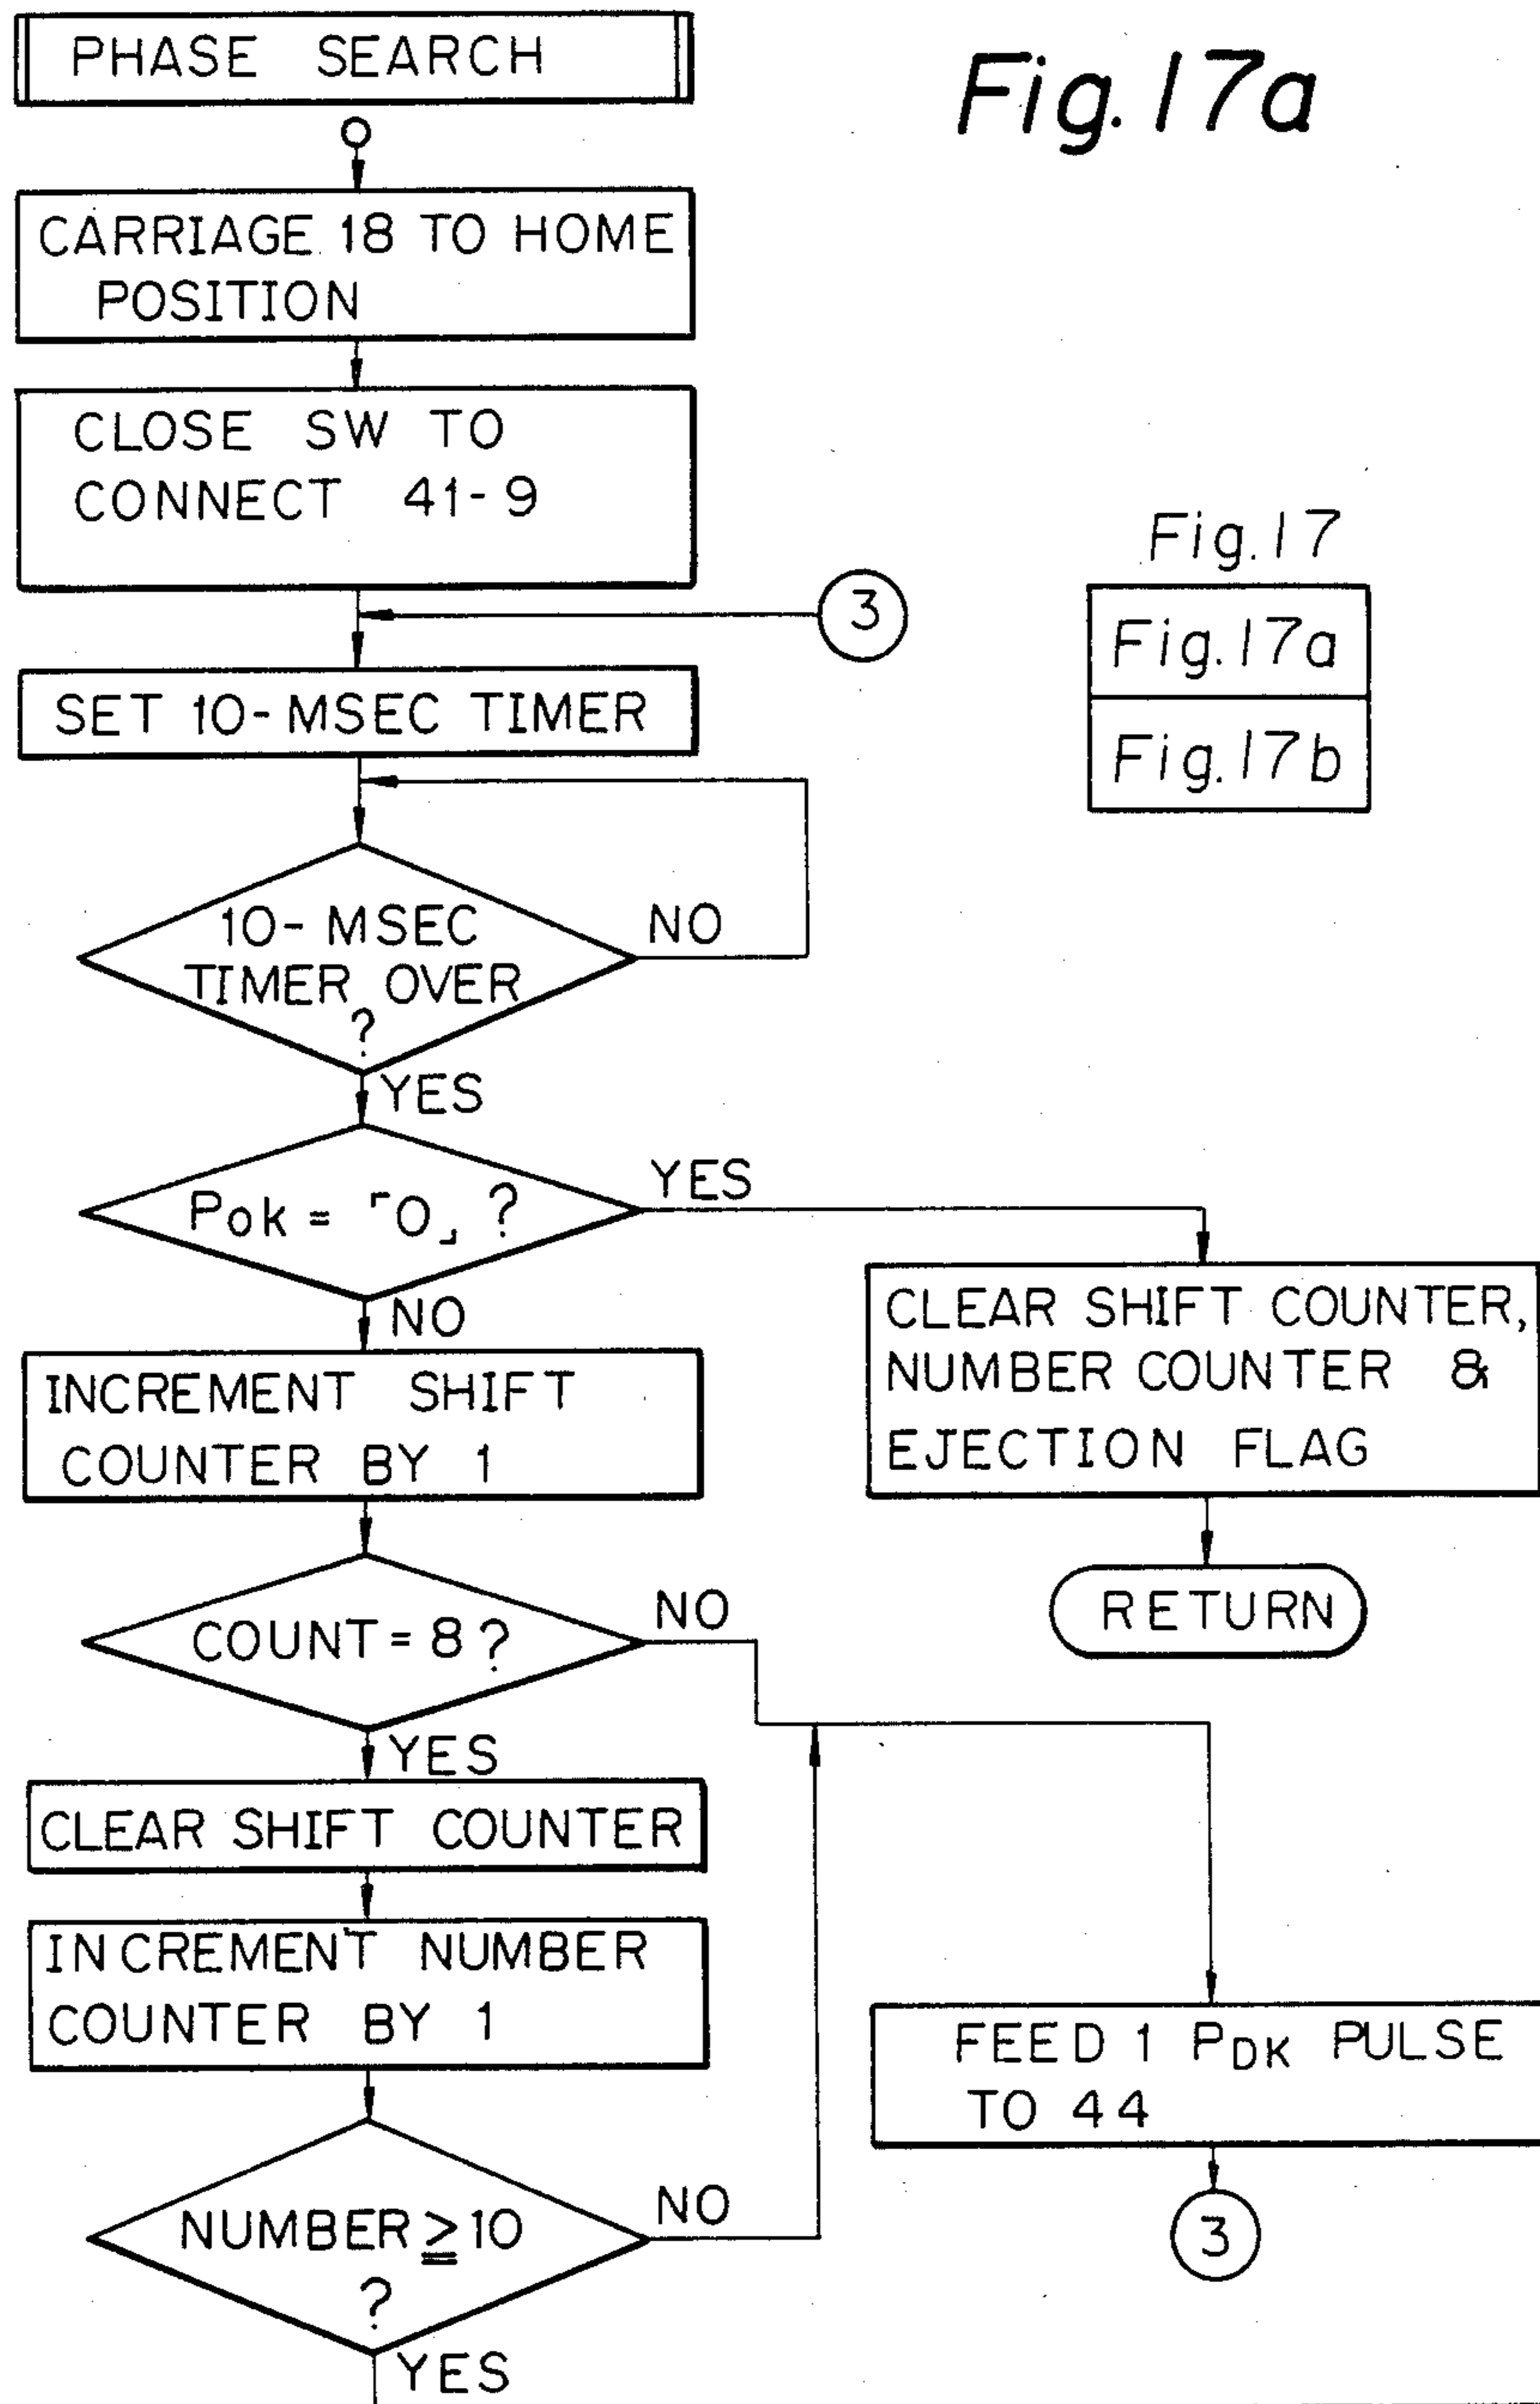 PHASE SEARCH
Fig. 17a
CARRIAGE 18 TO HOME
POSITION
CLOSE SW TO
CONNECT 41-9
3
Fig. 17
Fig. 17a
Fig. 17b
SET 10-MSEC TIMER
10-MSEC
TIMER OVER
?
NO
YES
Pok = 「0」 ?
YES
NO
CLEAR SHIFT COUNTER,
NUMBER COUNTER &
EJECTION FLAG
INCREMENT SHIFT
COUNTER BY 1
RETURN
COUNT = 8 ?
NO
YES
CLEAR SHIFT COUNTER
INCREMENT NUMBER
COUNTER BY 1
FEED 1 PDK PULSE
TO 44
NUMBER ≧ 10
?
NO
3
YES